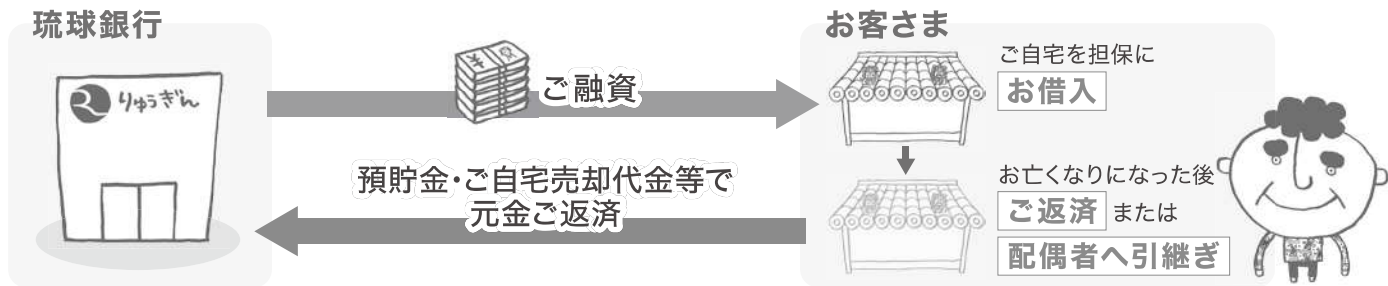 琉球銀行
りゅうぎん
ご融資
預貯金・ご自宅売却代金等で
元金ご返済
お客さま
ご自宅を担保に
お借入
お亡くなりになった後
ご返済 または
配偶者へ引継ぎ